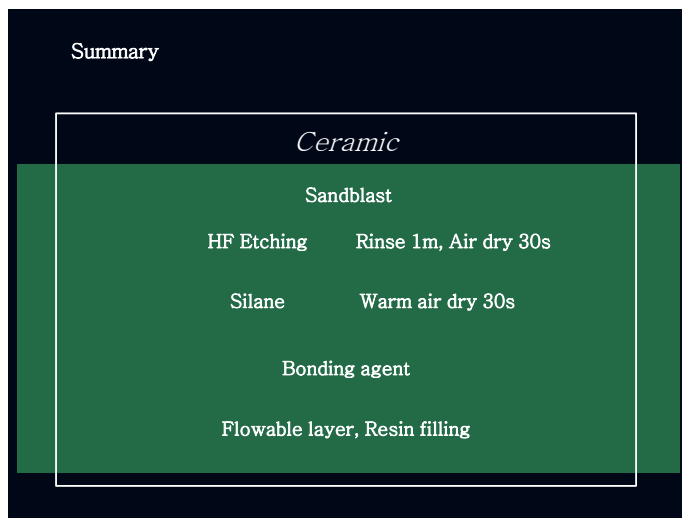 Summary
Ceramic
Sandblast
HF Etching Rinse 1m, Air dry 30s
Silane Warm air dry 30s
Bonding agent
Flowable layer, Resin filling